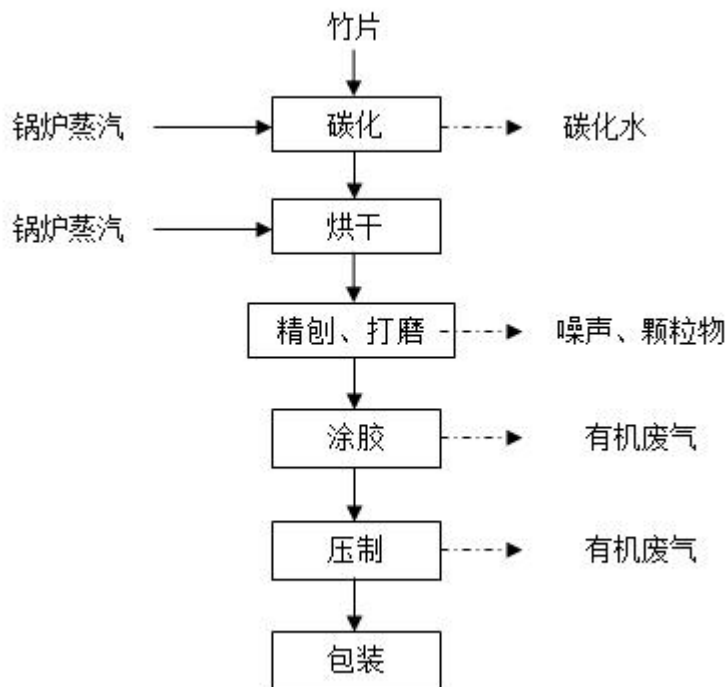 竹片
锅炉蒸汽
碳化
碳化水
锅炉蒸汽
烘干
精刨、打磨
噪声、颗粒物
涂胶
有机废气
压制
有机废气
包装